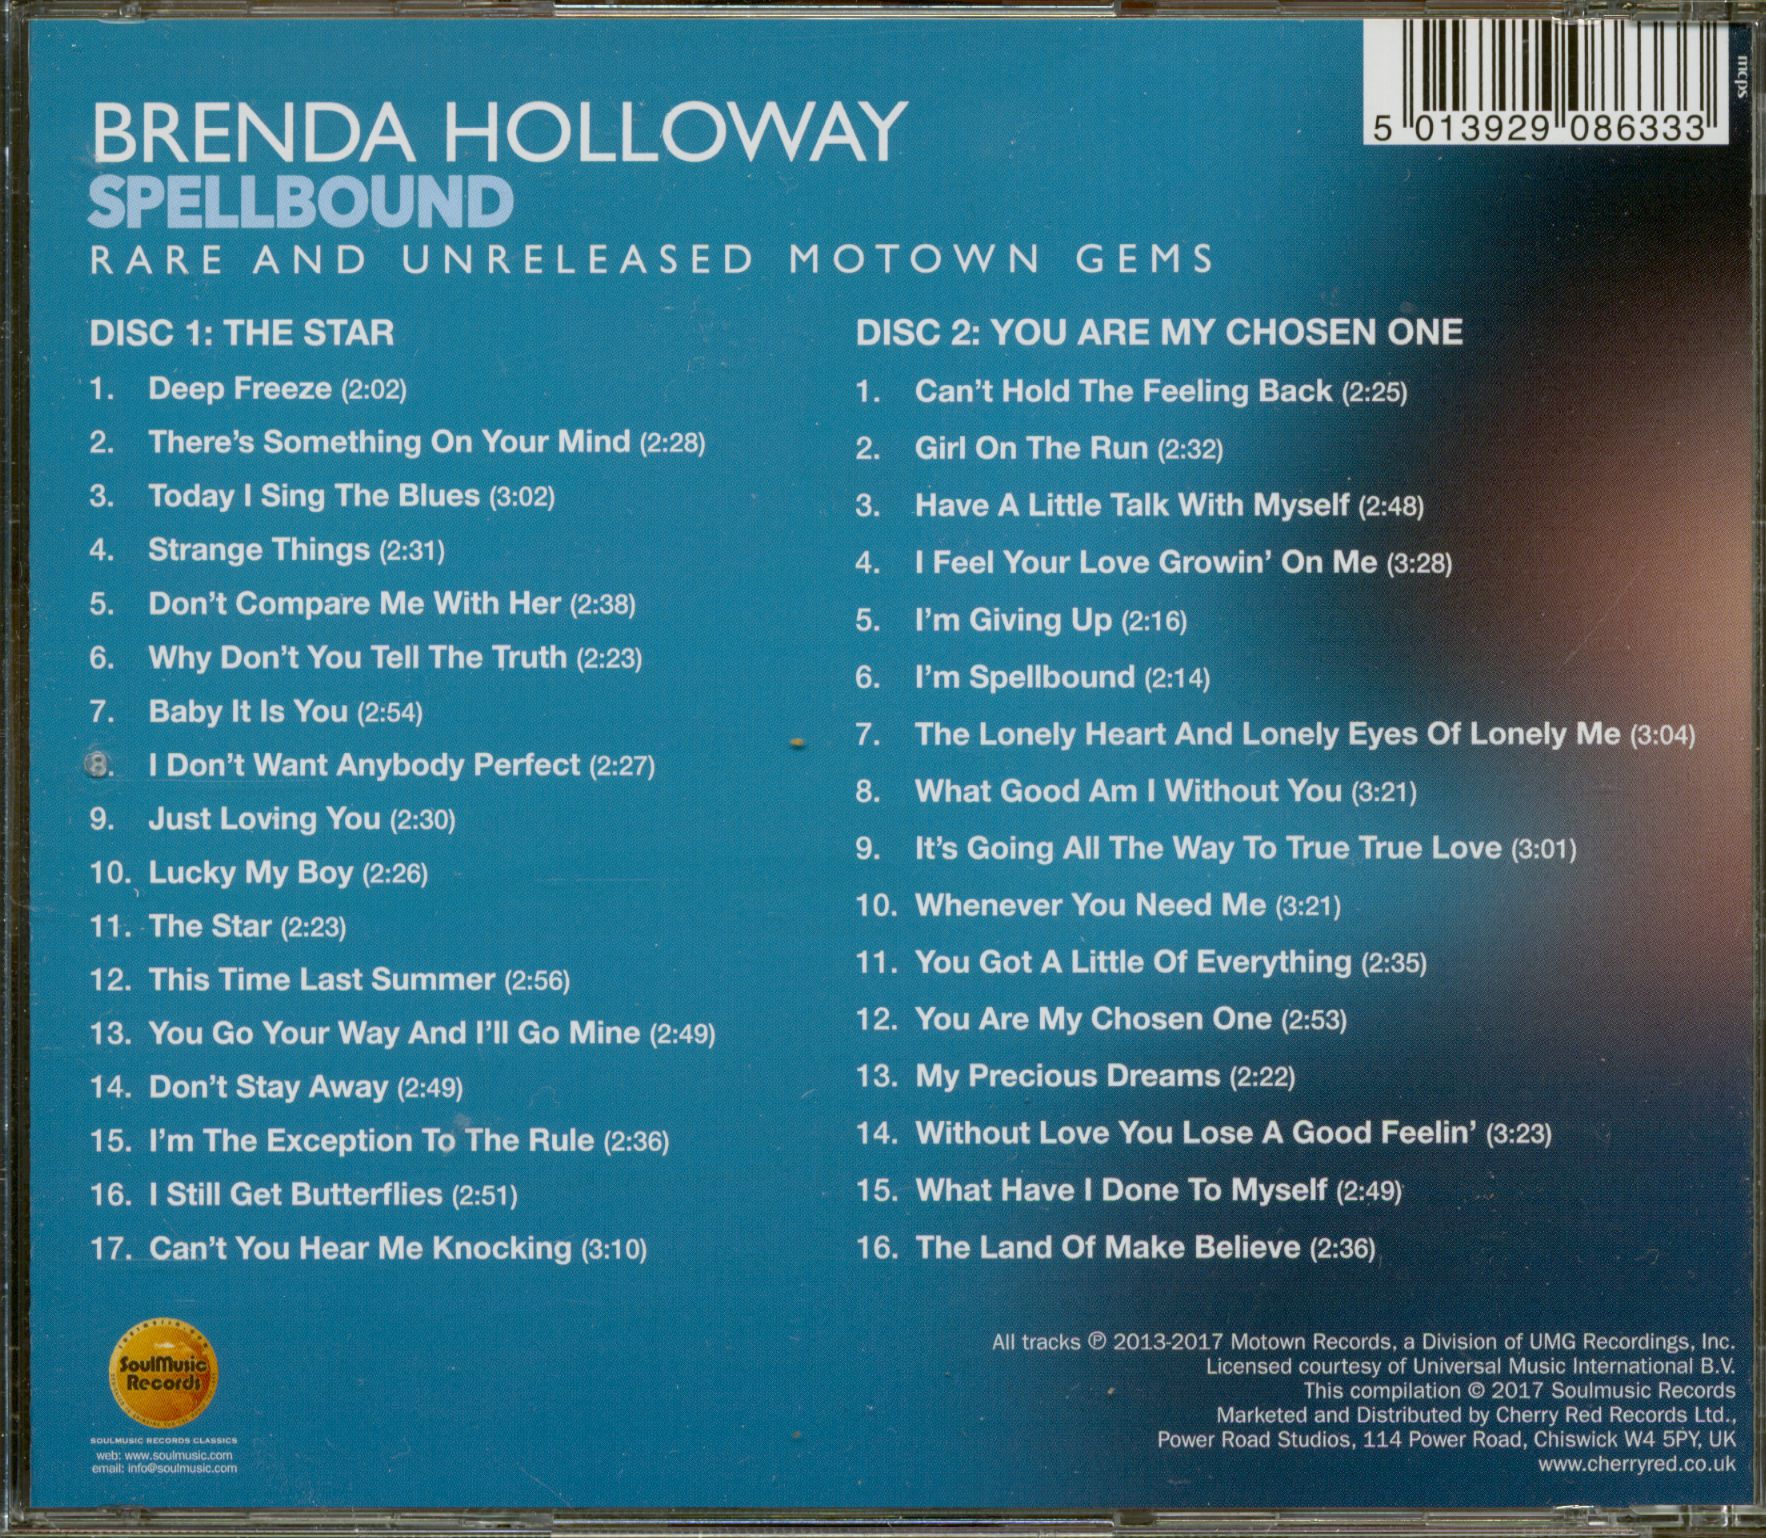 mcps
5 013929 086333
BRENDA HOLLOWAY
SPELLBOUND
RARE AND UNRELEASED MOTOWN GEMS
DISC 1: THE STAR
1. Deep Freeze (2:02)
2. There's Something On Your Mind (2:28)
3. Today I Sing The Blues (3:02)
4. Strange Things (2:31)
5. Don't Compare Me With Her (2:38)
6. Why Don't You Tell The Truth (2:23)
7. Baby It Is You (2:54)
8. I Don't Want Anybody Perfect (2:27)
9. Just Loving You (2:30)
10. Lucky My Boy (2:26)
11. The Star (2:23)
12. This Time Last Summer (2:56)
13. You Go Your Way And I'll Go Mine (2:49)
14. Don't Stay Away (2:49)
15. I'm The Exception To The Rule (2:36)
16. I Still Get Butterflies (2:51)
17. Can't You Hear Me Knocking (3:10)
DISC 2: YOU ARE MY CHOSEN ONE
1. Can't Hold The Feeling Back (2:25)
2. Girl On The Run (2:32)
3. Have A Little Talk With Myself (2:48)
4. I Feel Your Love Growin' On Me (3:28)
5. I'm Giving Up (2:16)
6. I'm Spellbound (2:14)
7. The Lonely Heart And Lonely Eyes Of Lonely Me (3:04)
8. What Good Am I Without You (3:21)
9. It's Going All The Way To True True Love (3:01)
10. Whenever You Need Me (3:21)
11. You Got A Little Of Everything (2:35)
12. You Are My Chosen One (2:53)
13. My Precious Dreams (2:22)
14. Without Love You Lose A Good Feelin' (3:23)
15. What Have I Done To Myself (2:49)
16. The Land Of Make Believe (2:36)
SoulMusic
Records
SOULMUSIC RECORDS CLASSICS
web: www.soulmusic.com
email: info@soulmusic.com
All tracks ℗ 2013-2017 Motown Records, a Division of UMG Recordings, Inc.
Licensed courtesy of Universal Music International B.V.
This compilation © 2017 Soulmusic Records
Marketed and Distributed by Cherry Red Records Ltd.,
Power Road Studios, 114 Power Road, Chiswick W4 5PY, UK
www.cherryred.co.uk